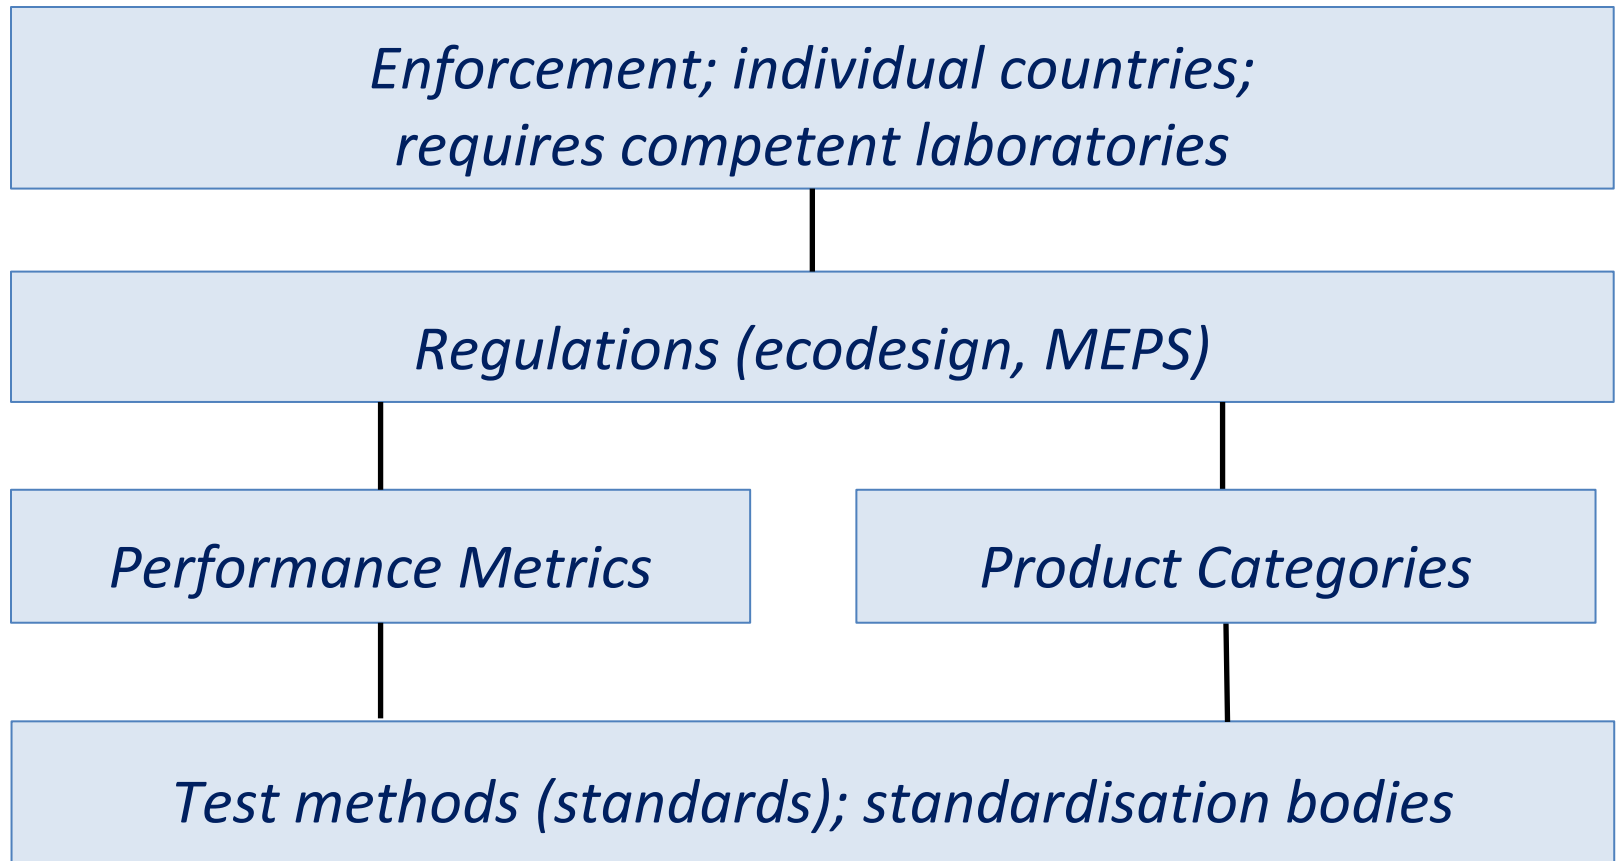 Enforcement; individual countries;
requires competent laboratories
Regulations (ecodesign, MEPS)
Performance Metrics
Product Categories
Test methods (standards); standardisation bodies